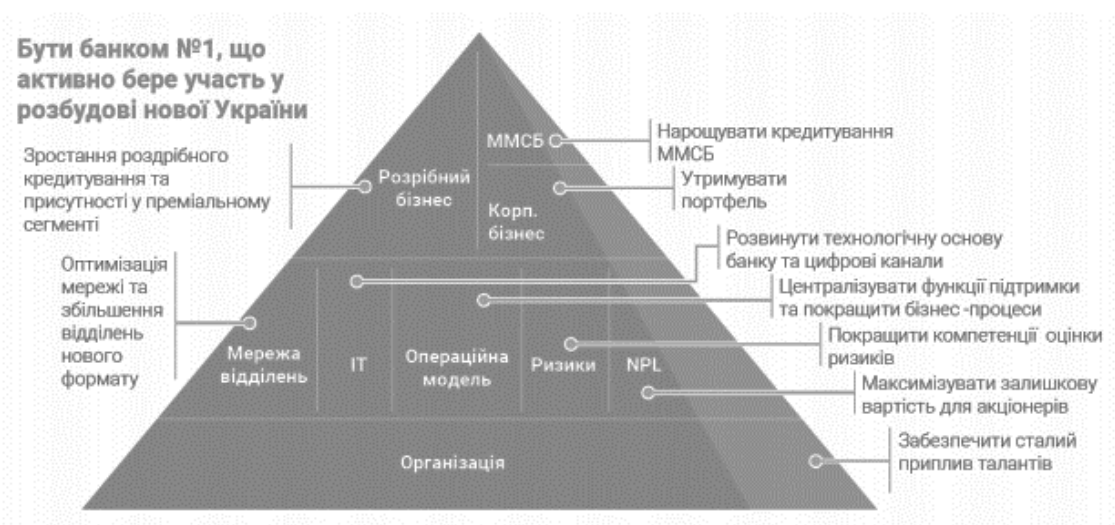 Бути банком №1, що
активно бере участь у
розбудові нової України
Зростання роздрібного
кредитування та
присутності у преміальному
сегменті
Оптимізація
мережі та
збільшення
відділень
нового
формату
ММСБ
Розрібний
бізнес
Корп.
бізнес
Мережа
відділень
ІТ
Операційна
модель
Ризики
NPL
Організація
Нарощувати кредитування
ММСБ
Утримувати
портфель
Розвинути технологічну основу
банку та цифрові канали
Централізувати функції підтримки
та покращити бізнес -процеси
Покращити компетенції оцінки
ризиків
Максимізувати залишкову
вартість для акціонерів
Забезпечити сталий
приплив талантів